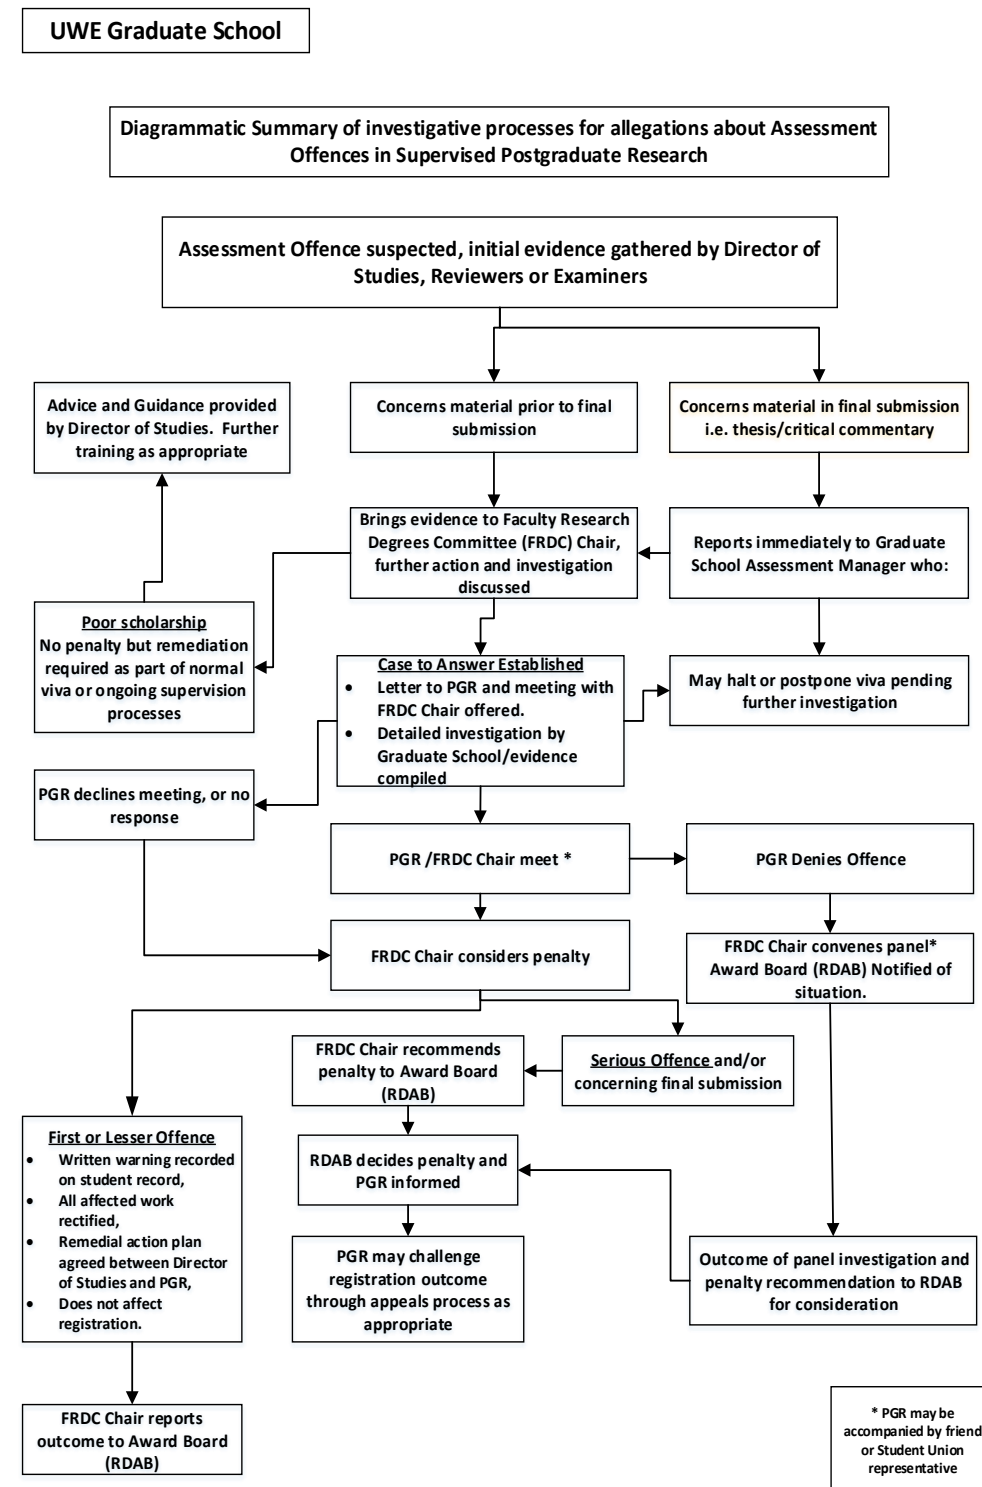 UWE Graduate School
Diagrammatic Summary of investigative processes for allegations about Assessment
Offences in Supervised Postgraduate Research
Assessment Offence suspected, initial evidence gathered by Director of
Studies, Reviewers or Examiners
Advice and Guidance provided
by Director of Studies. Further
training as appropriate
Concerns material prior to final
submission
Concerns material in final submission
i.e. thesis/critical commentary
Brings evidence to Faculty Research
Degrees Committee (FRDC) Chair,
further action and investigation
discussed
Reports immediately to Graduate
School Assessment Manager who:
Poor scholarship
No penalty but remediation
required as part of normal
viva or ongoing supervision
processes
Case to Answer Established
• Letter to PGR and meeting with
FRDC Chair offered.
• Detailed investigation by
Graduate School/evidence
compiled
May halt or postpone viva pending
further investigation
PGR declines meeting, or no
response
PGR /FRDC Chair meet *
PGR Denies Offence
FRDC Chair considers penalty
FRDC Chair convenes panel*
Award Board (RDAB) Notified of
situation.
FRDC Chair recommends
penalty to Award Board
(RDAB)
Serious Offence and/or
concerning final submission
First or Lesser Offence
• Written warning recorded
on student record,
• All affected work
rectified,
• Remedial action plan
agreed between Director
of Studies and PGR,
• Does not affect
registration.
RDAB decides penalty and
PGR informed
PGR may challenge
registration outcome
through appeals process as
appropriate
Outcome of panel investigation and
penalty recommendation to RDAB
for consideration
FRDC Chair reports
outcome to Award Board
(RDAB)
* PGR may be
accompanied by friend
or Student Union
representative